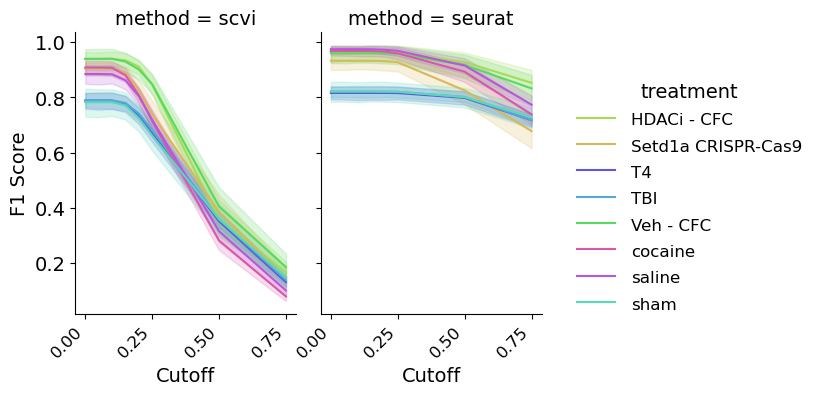 method = scvi
method = seurat
F1 Score
1.0
0.8
0.6
0.4
0.2
0.00
0.25
0.50
0.75
Cutoff
0.00
0.25
0.50
0.75
Cutoff
treatment
HDACi - CFC
Setd1a CRISPR-Cas9
T4
TBI
Veh - CFC
cocaine
saline
sham